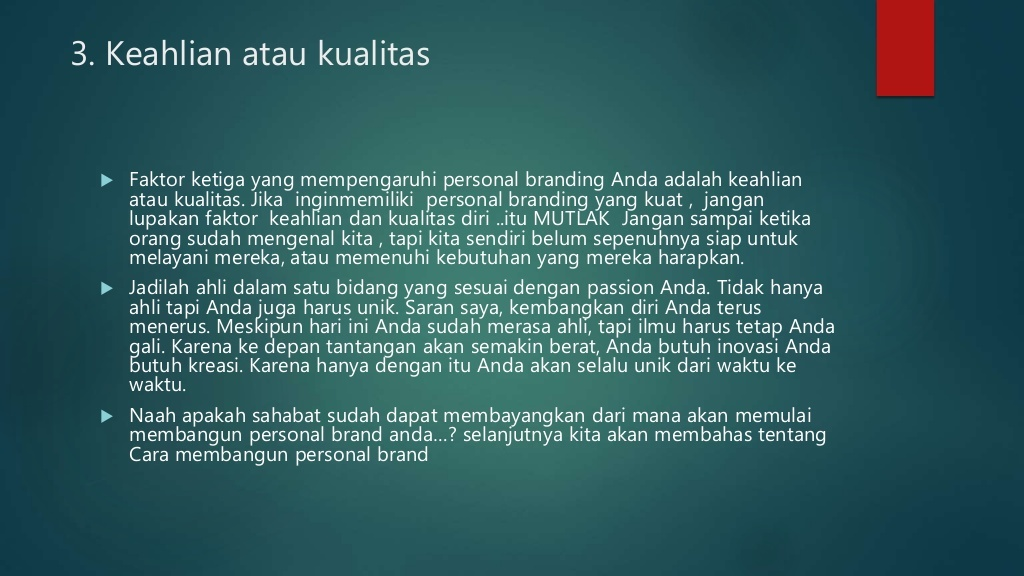 3. Keahlian atau kualitas
Faktor ketiga yang mempengaruhi personal branding Anda adalah keahlian
atau kualitas. Jika  inginmemiliki  personal branding yang kuat ,  jangan
lupakan faktor  keahlian dan kualitas diri ..itu MUTLAK  Jangan sampai ketika
orang sudah mengenal kita , tapi kita sendiri belum sepenuhnya siap untuk
melayani mereka, atau memenuhi kebutuhan yang mereka harapkan.
Jadilah ahli dalam satu bidang yang sesuai dengan passion Anda. Tidak hanya
ahli tapi Anda juga harus unik. Saran saya, kembangkan diri Anda terus
menerus. Meskipun hari ini Anda sudah merasa ahli, tapi ilmu harus tetap Anda
gali. Karena ke depan tantangan akan semakin berat, Anda butuh inovasi Anda
butuh kreasi. Karena hanya dengan itu Anda akan selalu unik dari waktu ke
waktu.
Naah apakah sahabat sudah dapat membayangkan dari mana akan memulai
membangun personal brand anda…? selanjutnya kita akan membahas tentang
Cara membangun personal brand